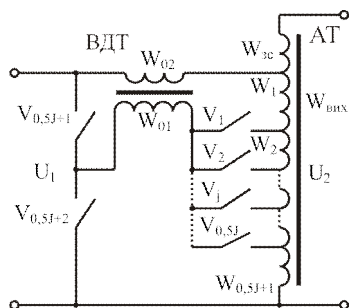 ВДТ
АТ
W₀₂
Wзс
W₁
Wвих
V₀,₅J+1
W₀₁
V₁
V₂
W₂
U₁
Vj
U₂
V₀,₅J+2
V₀,₅J
W₀,₅J+1